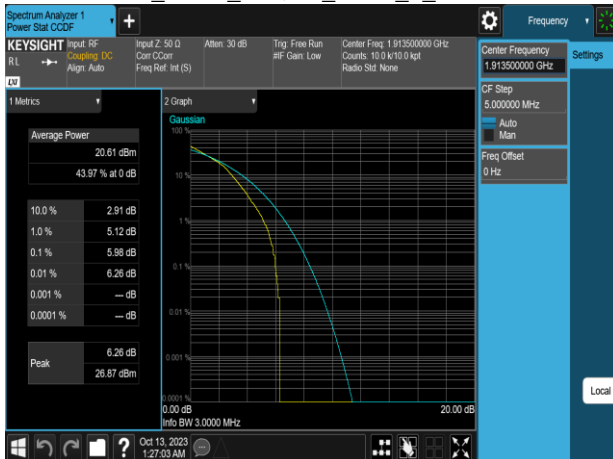 Spectrum Analyzer 1
Power Stat CCDF
+
Frequency
KEYSIGHT
RL
LXI
Input: RF
Coupling: DC
Align: Auto
Input Z: 50 Ω
Corr CCorr
Freq Ref: Int (S)
Atten: 30 dB
Trig: Free Run
#IF Gain: Low
Center Freq: 1.913500000 GHz
Counts: 10.0 k/10.0 kpt
Radio Std: None
Center Frequency
1.913500000 GHz
Settings
CF Step
5.000000 MHz
Auto
Man
Freq Offset
0 Hz
Local
1 Metrics
Average Power
20.61 dBm
43.97 % at 0 dB
10.0 % 2.91 dB
1.0 % 5.12 dB
0.1 % 5.98 dB
0.01 % 6.26 dB
0.001 % --- dB
0.0001 % --- dB
Peak 6.26 dB
26.87 dBm
2 Graph
Gaussian
100 %
10 %
1 %
0.1 %
0.01 %
0.001 %
0.0001 %
0.00 dB 20.00 dB
Info BW 3.0000 MHz
?
Oct 13, 2023
1:27:03 AM